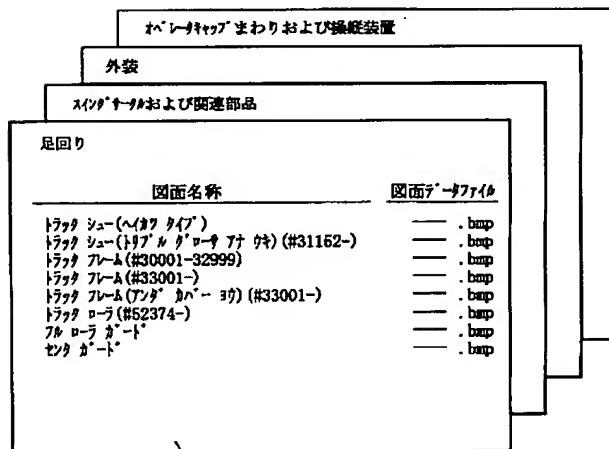 オペレータキャップまわりおよび操縦装置
外装
スイングサークルおよび関連部品
足回り
図面名称 図面データファイル
トラック シュー(ヘイカツ タイプ) .bmp
トラック シュー(トリプル グローサ アナ ツキ)(#31152-) .bmp
トラック フレーム(#30001-32999) .bmp
トラック フレーム(#33001-) .bmp
トラック フレーム(アンダ カバー ヨウ)(#33001-) .bmp
トラック ローラ(#52374-) .bmp
フル ローラ ガード .bmp
センタ ガード .bmp